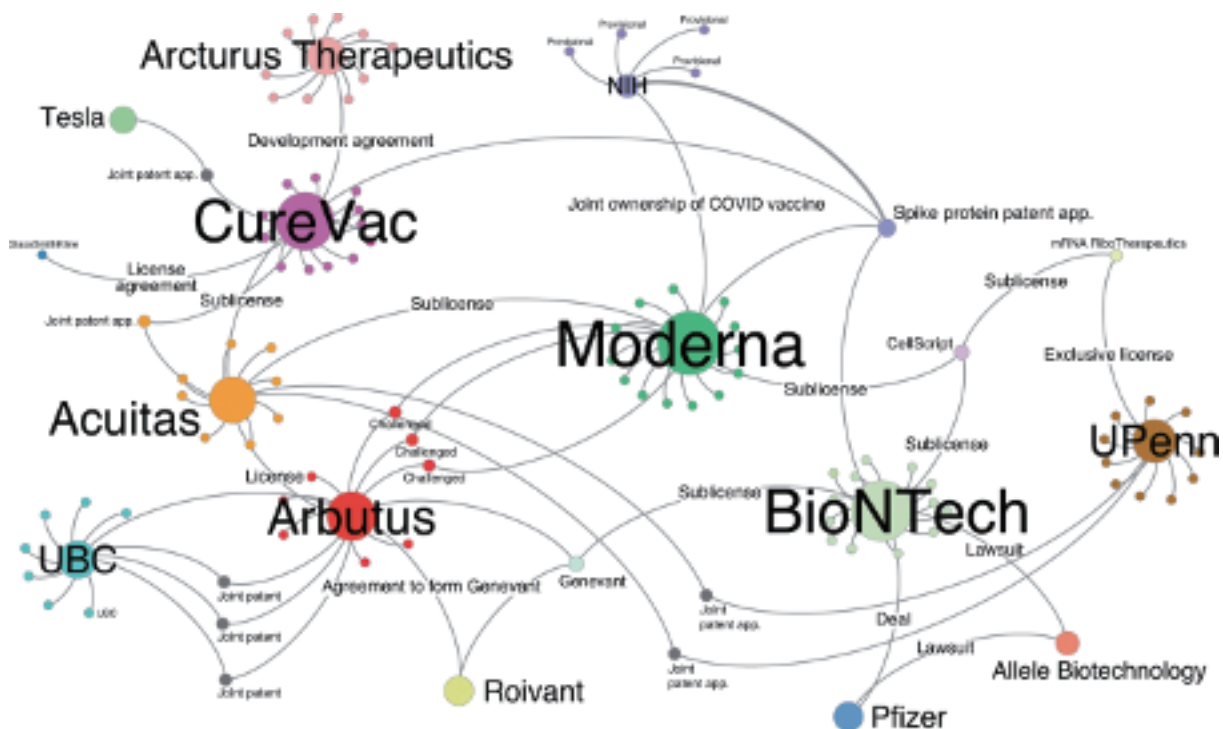 Arcturus Therapeutics
Provisional
Provisional
Provisional
Provisional
NIH
Tesla
Development agreement
Joint patent app.
CureVac
Joint ownership of COVID vaccine
Spike protein patent app.
GlaxoSmithKline
License
agreement
mRNA RiboTherapeutics
Sublicense
Sublicense
Sublicense
Joint patent app.
Moderna
CellScript
Exclusive license
Sublicense
Acuitas
Challenged
Challenged
Challenged
Sublicense
UPenn
License
Sublicense
Arbutus
BioNTech
UBC
Lawsuit
Agreement to form Genevant
Genevant
Joint patent
UBC
Joint
patent app.
Deal
Joint patent
Lawsuit
Joint
patent app.
Allele Biotechnology
Joint patent
Roivant
Pfizer